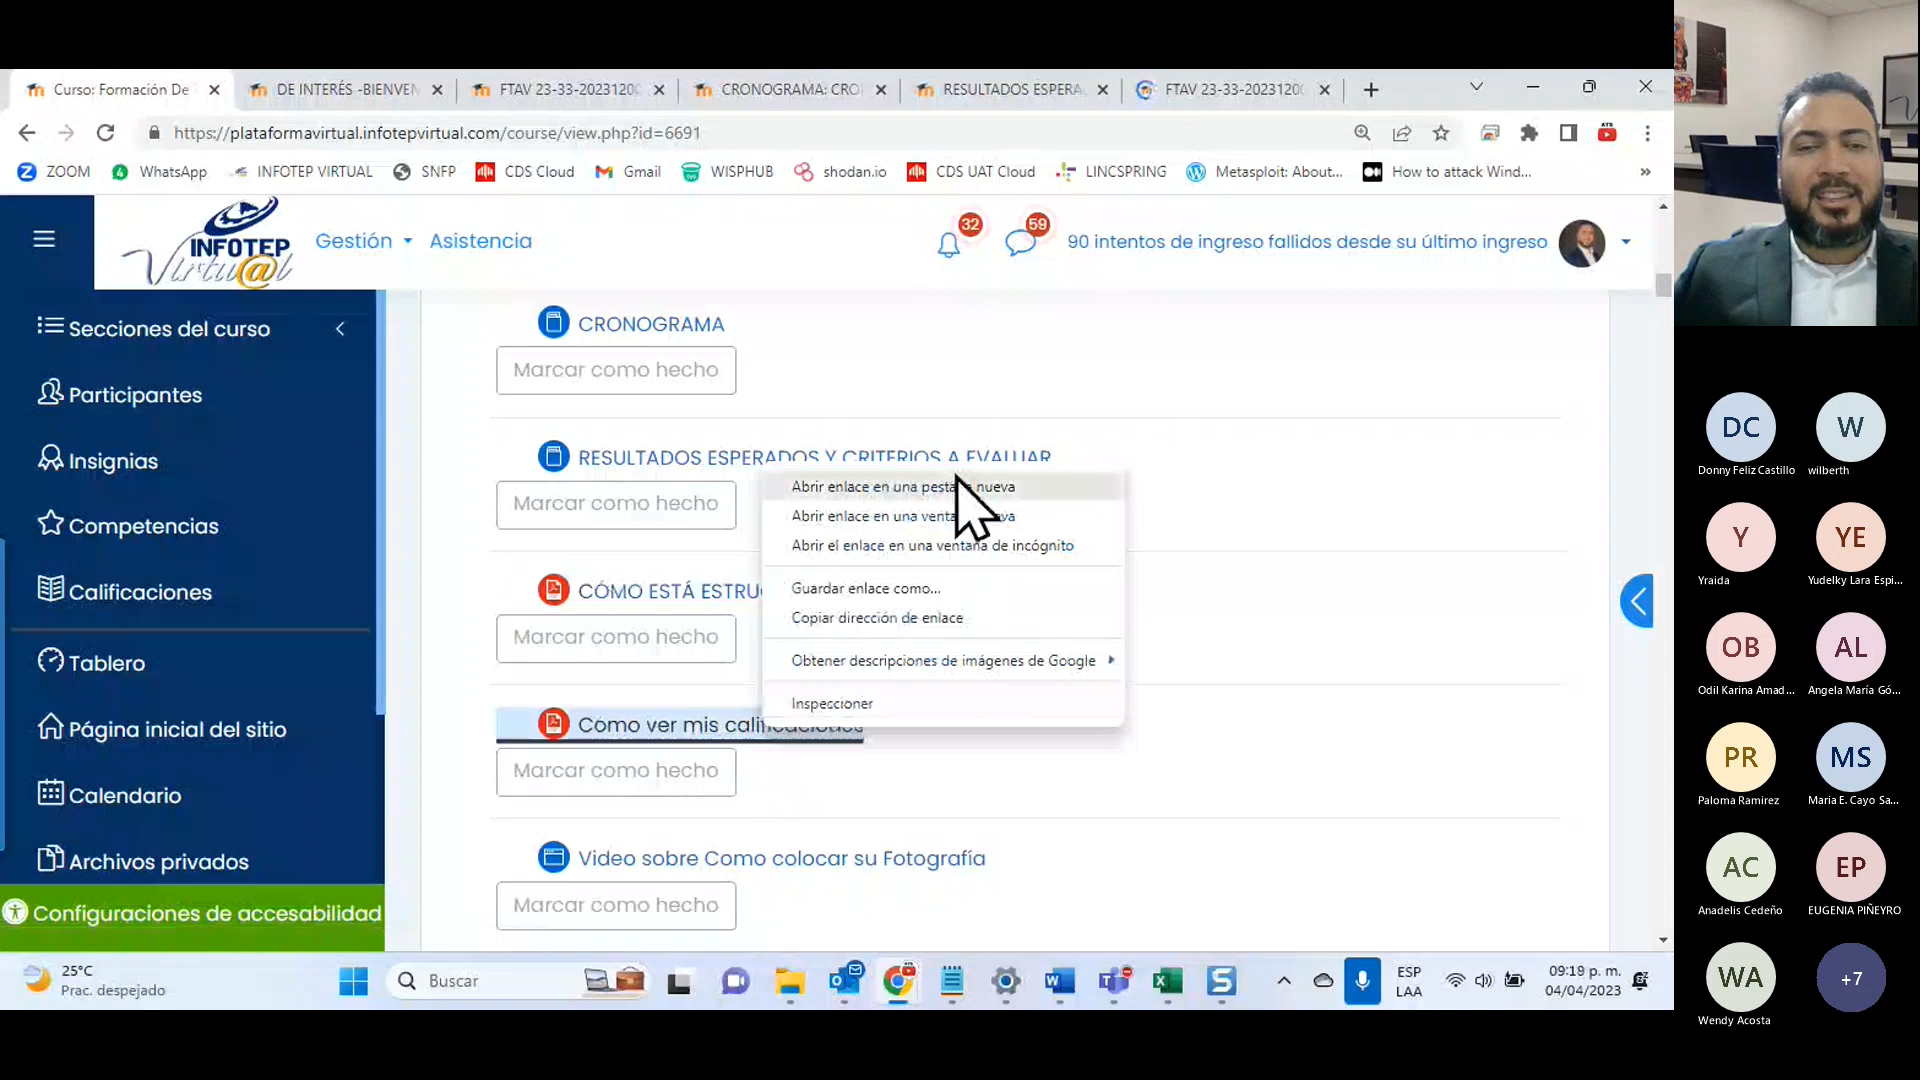 Curso: Formación De
DE INTERÉS -BIENVEN
FTAV 23-33-2023120
CRONOGRAMA: CRO
RESULTADOS ESPERA
FTAV 23-33-2023120
https://plataformavirtual.infotepvirtual.com/course/view.php?id=6691
ZOOM
WhatsApp
INFOTEP VIRTUAL
SNFP
CDS Cloud
Gmail
WISPHUB
shodan.io
CDS UAT Cloud
LINCSPRING
Metasploit: About...
How to attack Wind...
»
INFOTEP
Virtu@l
Gestión
Asistencia
32
59
90 intentos de ingreso fallidos desde su último ingreso
Secciones del curso
Participantes
Insignias
Competencias
Calificaciones
Tablero
Página inicial del sitio
Calendario
Archivos privados
Configuraciones de accesabilidad
CRONOGRAMA
Marcar como hecho
RESULTADOS ESPERADOS Y CRITERIOS A EVALUAR
Marcar como hecho
CÓMO ESTÁ ESTRU
Marcar como hecho
Como ver mis calificaciones
Marcar como hecho
Video sobre Como colocar su Fotografía
Marcar como hecho
Abrir enlace en una pestaña nueva
Abrir enlace en una ventana nueva
Abrir el enlace en una ventana de incógnito
Guardar enlace como...
Copiar dirección de enlace
Obtener descripciones de imágenes de Google
Inspeccioner
25°C
Prac. despejado
Buscar
ESP
LAA
09:19 p. m.
04/04/2023
DC
Donny Feliz Castillo
W
wilberth
Y
Yraida
YE
Yudelky Lara Espi...
OB
Odil Karina Amad...
AL
Angela María Gó...
PR
Paloma Ramirez
MS
Maria E. Cayo Sa...
AC
Anadelis Cedeño
EP
EUGENIA PIÑEYRO
WA
Wendy Acosta
+7